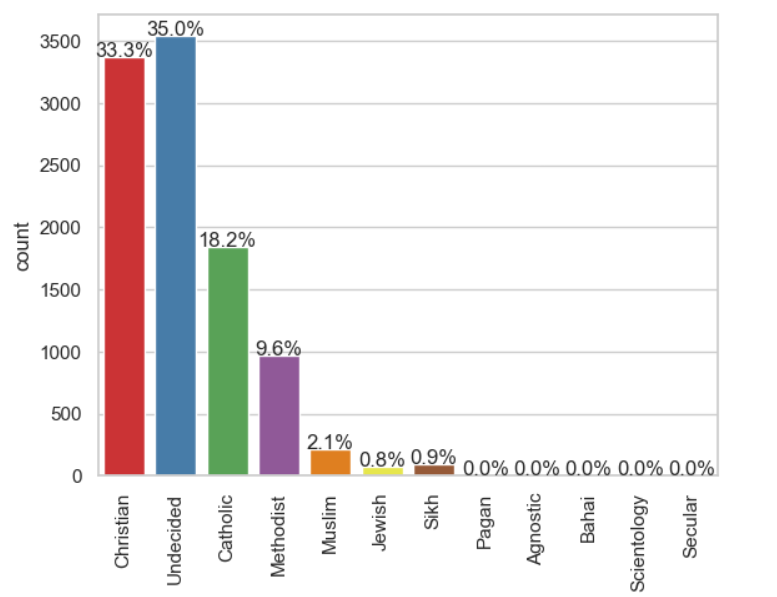 3500
3000
2500
2000
1500
1000
500
0
count
33.3%
35.0%
18.2%
9.6%
2.1%
0.8%
0.9%
0.0%
0.0%
0.0%
0.0%
0.0%
Christian
Undecided
Catholic
Methodist
Muslim
Jewish
Sikh
Pagan
Agnostic
Bahai
Scientology
Secular